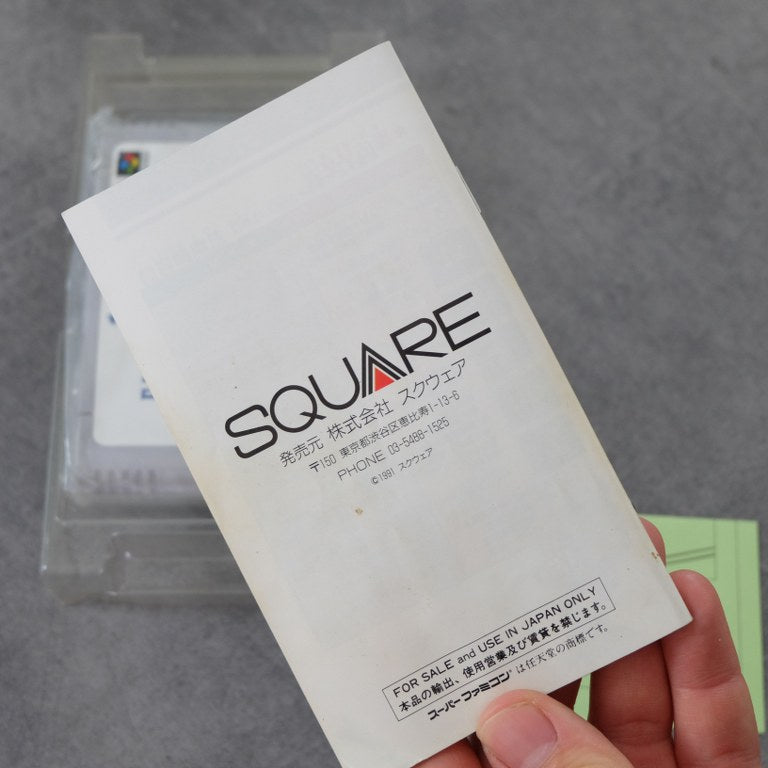 SQUARE
発売元 株式会社 スクウェア
〒150 東京都渋谷区恵比寿1-13-6
PHONE 03-5488-1525
©1991 スクウェア
FOR SALE and USE IN JAPAN ONLY
本品の輸出、使用営業及び賃貸を禁じます。
スーパーファミコン®は任天堂の商標です。